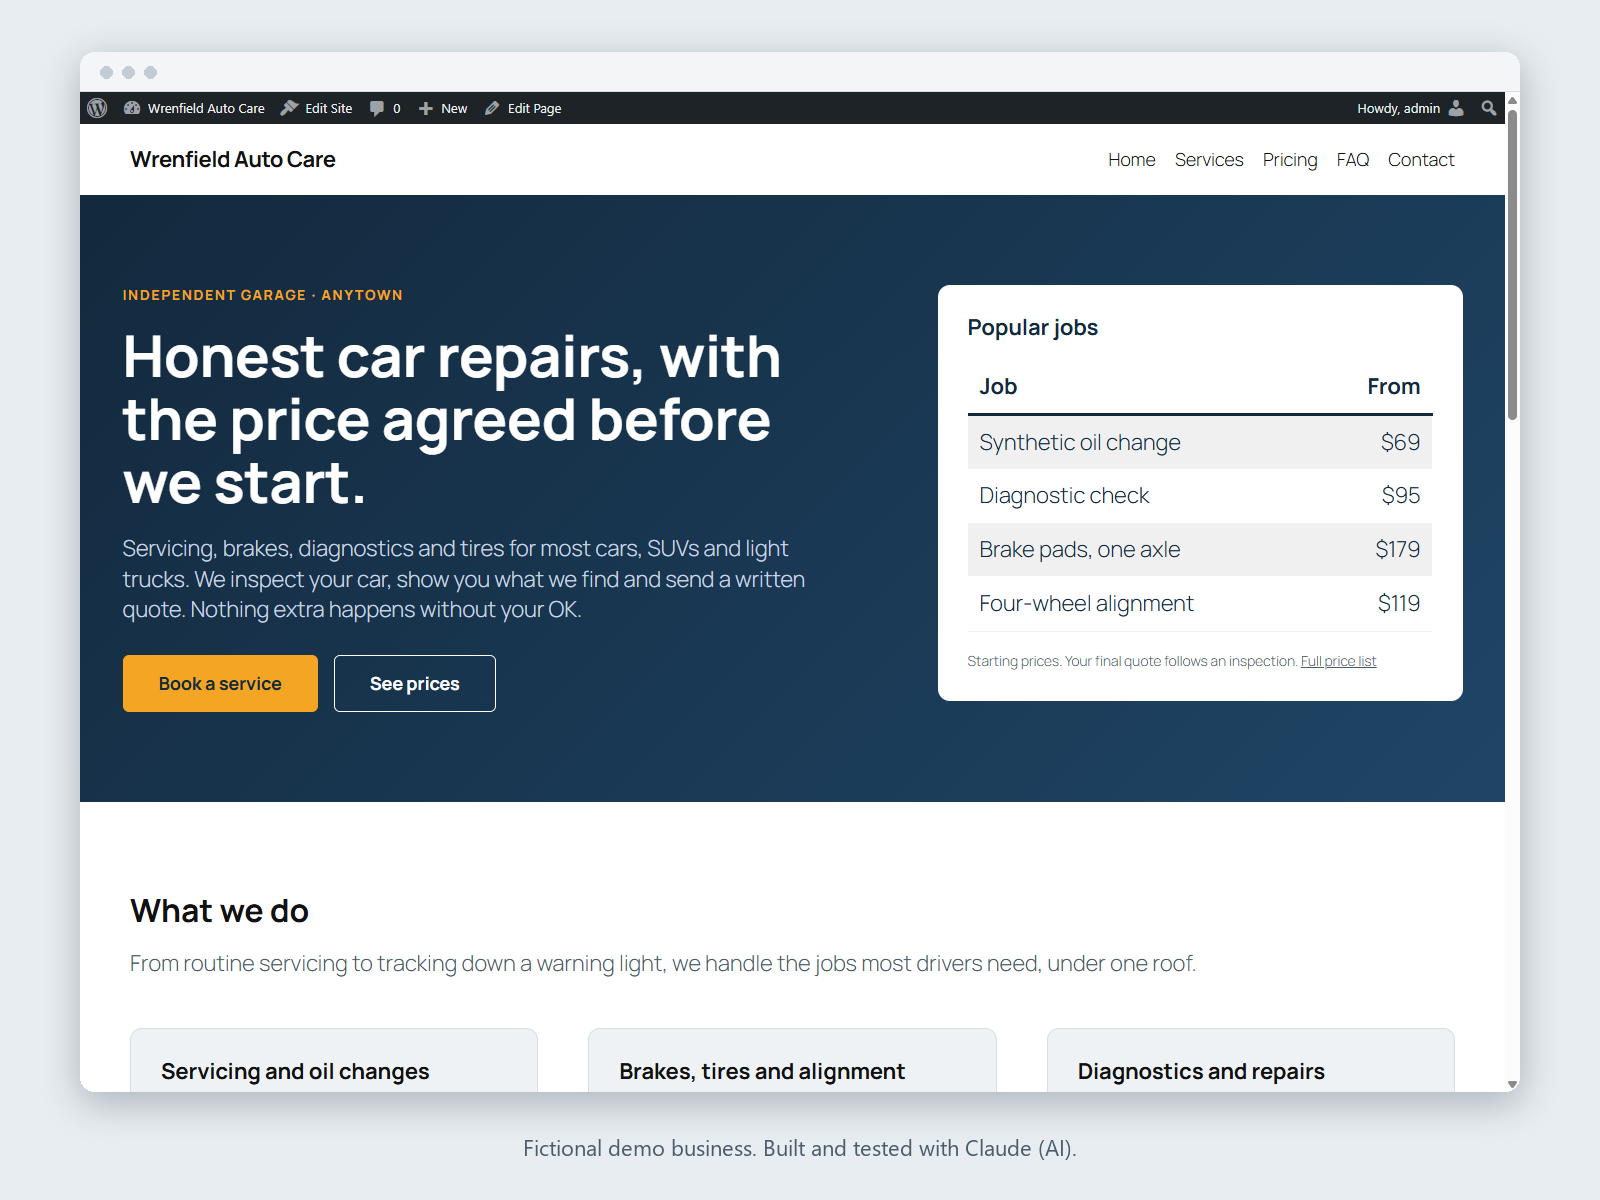 Wrenfield Auto Care Edit Site 0 New Edit Page Howdy, admin
Wrenfield Auto Care
Home Services Pricing FAQ Contact
INDEPENDENT GARAGE · ANYTOWN
Honest car repairs, with
the price agreed before
we start.
Servicing, brakes, diagnostics and tires for most cars, SUVs and light
trucks. We inspect your car, show you what we find and send a written
quote. Nothing extra happens without your OK.
Book a service
See prices
Popular jobs
Job From
Synthetic oil change $69
Diagnostic check $95
Brake pads, one axle $179
Four-wheel alignment $119
Starting prices. Your final quote follows an inspection. Full price list
What we do
From routine servicing to tracking down a warning light, we handle the jobs most drivers need, under one roof.
Servicing and oil changes
Brakes, tires and alignment
Diagnostics and repairs
Fictional demo business. Built and tested with Claude (AI).